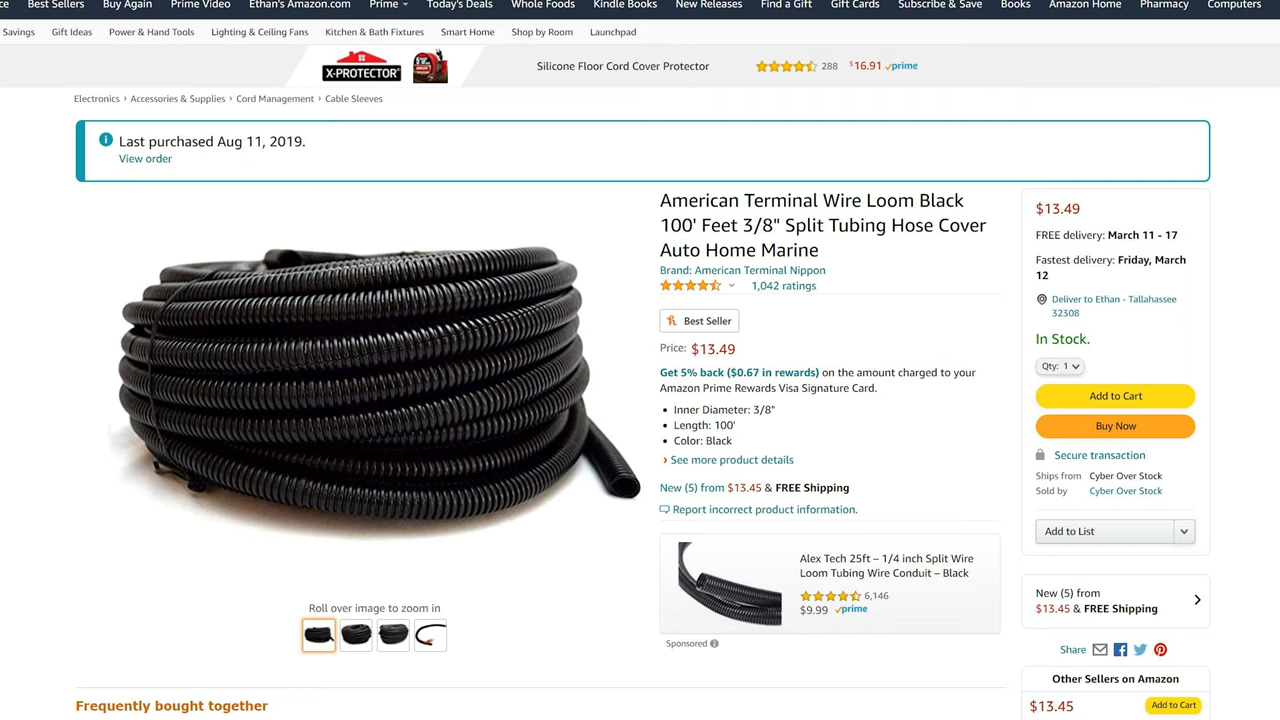 ce Best Sellers Buy Again Prime Video Ethan's Amazon.com Prime Today's Deals Whole Foods Kindle Books New Releases Find a Gift Gift Cards Subscribe & Save Books Amazon Home Pharmacy Computers
Savings Gift Ideas Power & Hand Tools Lighting & Ceiling Fans Kitchen & Bath Fixtures Smart Home Shop by Room Launchpad
X-PROTECTOR Silicone Floor Cord Cover Protector 288 $16.91 prime
Electronics › Accessories & Supplies › Cord Management › Cable Sleeves
Last purchased Aug 11, 2019.
View order
American Terminal Wire Loom Black
100' Feet 3/8" Split Tubing Hose Cover
Auto Home Marine
Brand: American Terminal Nippon
1,042 ratings
Best Seller
Price: $13.49
Get 5% back ($0.67 in rewards) on the amount charged to your
Amazon Prime Rewards Visa Signature Card.
• Inner Diameter: 3/8"
• Length: 100'
• Color: Black
› See more product details
New (5) from $13.45 & FREE Shipping
Report incorrect product information.
Alex Tech 25ft – 1/4 inch Split Wire
Loom Tubing Wire Conduit – Black
6,146
$9.99 prime
Sponsored
Roll over image to zoom in
Frequently bought together
$13.49
FREE delivery: March 11 - 17
Fastest delivery: Friday, March
12
Deliver to Ethan - Tallahassee
32308
In Stock.
Qty: 1
Add to Cart
Buy Now
Secure transaction
Ships from Cyber Over Stock
Sold by Cyber Over Stock
Add to List
New (5) from
$13.45 & FREE Shipping
Share
Other Sellers on Amazon
$13.45 Add to Cart